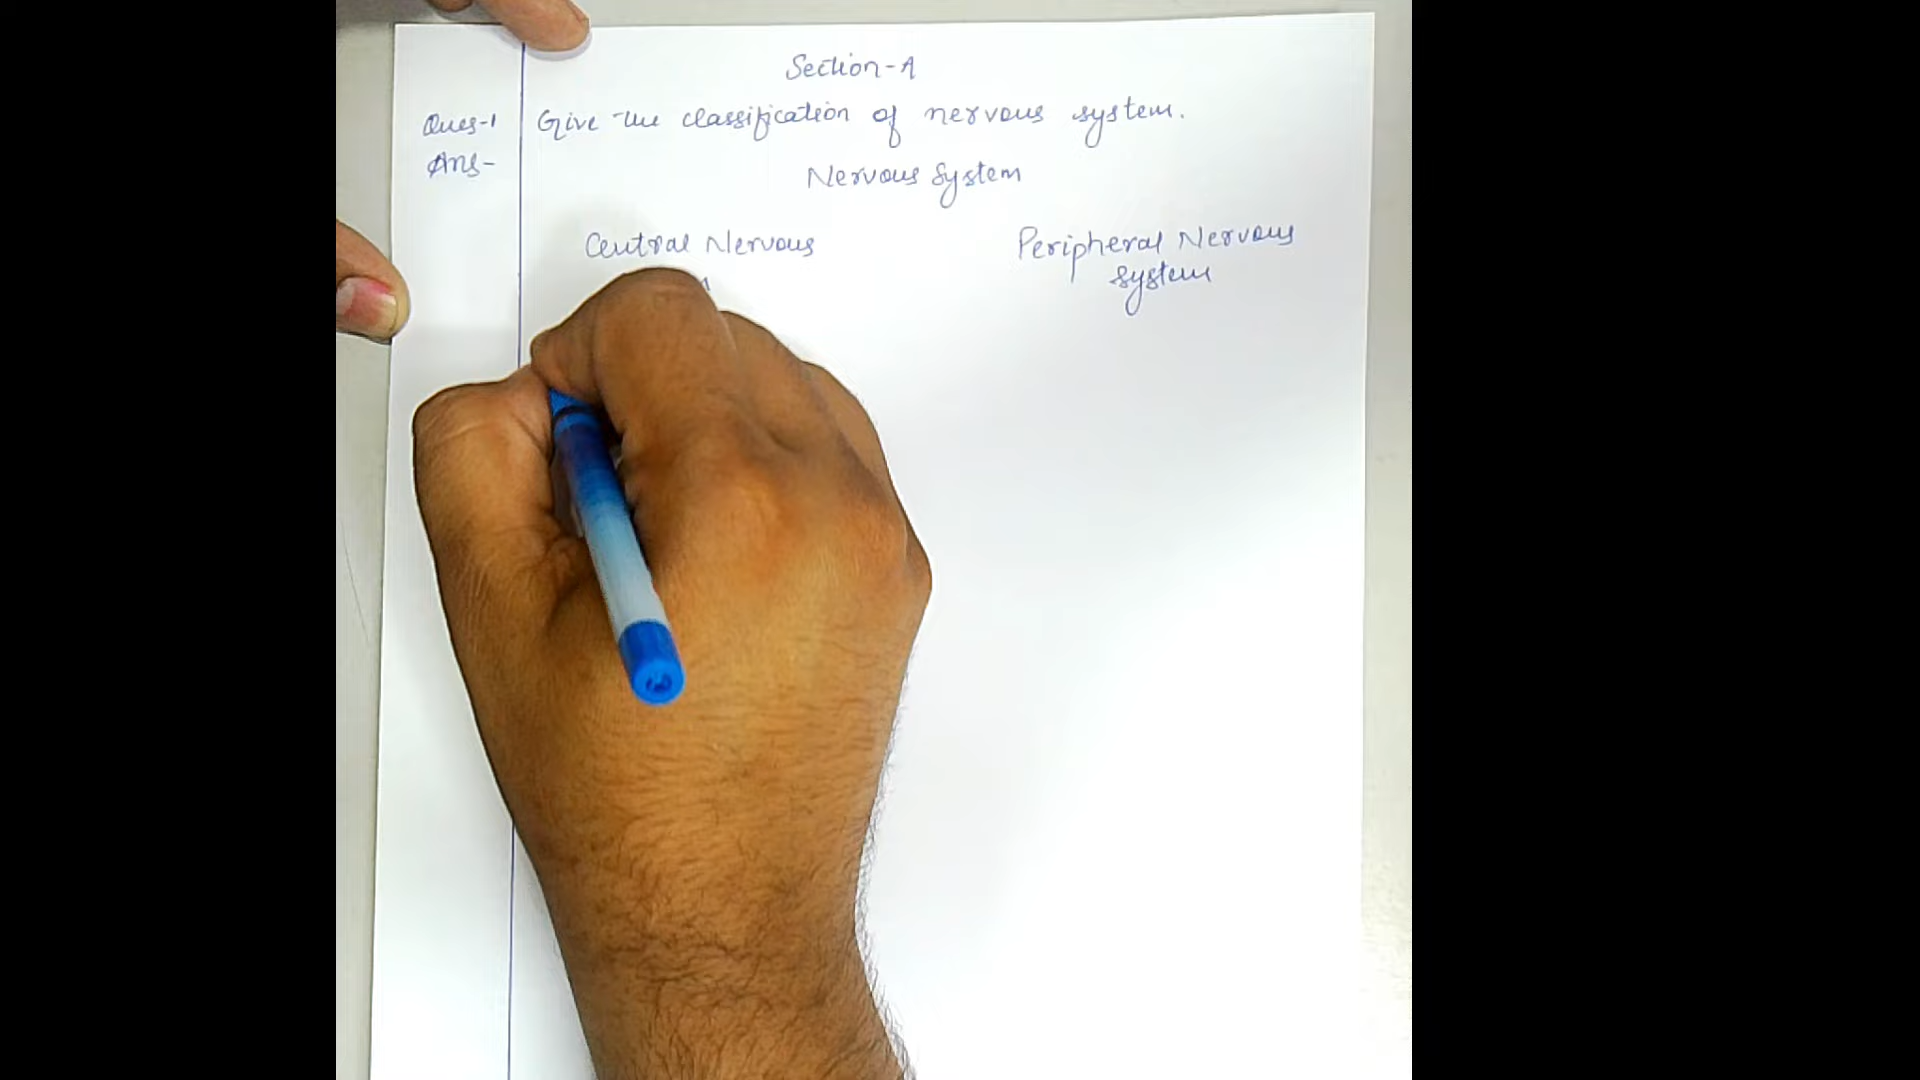 Section-A
Ques-1 Give the classification of nervous system.
Ans-
Nervous System
Central Nervous
Peripheral Nervous
System